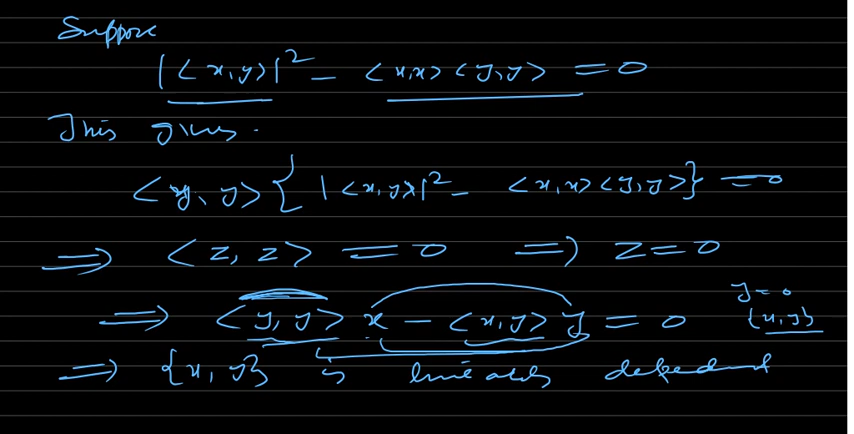 Suppose
|<x,y>|² - <x,x><y,y> = 0
This gives.
<y,y>{|<x,y>|² - <x,x><y,y>} = 0
⟹ <z,z> = 0 ⟹ z = 0
y = 0
⟹ <y,y>x - <x,y>y = 0 {x,y}
⟹ {x,y} is linearly dependent